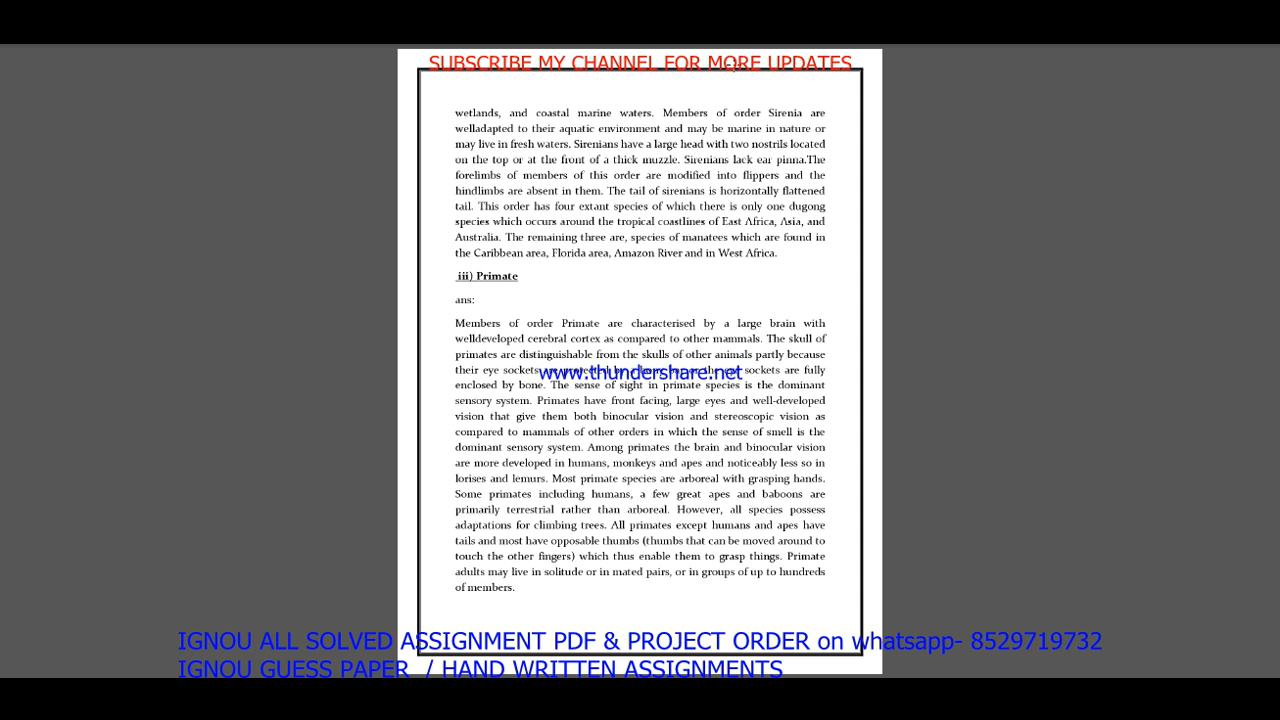 SUBSCRIBE MY CHANNEL FOR MORE UPDATES
wetlands, and coastal marine waters. Members of order Sirenia are
welladapted to their aquatic environment and may be marine in nature or
may live in fresh waters. Sirenians have a large head with two nostrils located
on the top or at the front of a thick muzzle. Sirenians lack ear pinna.The
forelimbs of members of this order are modified into flippers and the
hindlimbs are absent in them. The tail of sirenians is horizontally flattened
tail. This order has four extant species of which there is only one dugong
species which occurs around the tropical coastlines of East Africa, Asia, and
Australia. The remaining three are, species of manatees which are found in
the Caribbean area, Florida area, Amazon River and in West Africa.
iii) Primate
ans:
Members of order Primate are characterised by a large brain with
welldeveloped cerebral cortex as compared to other mammals. The skull of
primates are distinguishable from the skulls of other animals partly because
their eye sockets sockets are fully
www.thundershare.net
enclosed by bone. The sense of sight in primate species is the dominant
sensory system. Primates have front facing, large eyes and well-developed
vision that give them both binocular vision and stereoscopic vision as
compared to mammals of other orders in which the sense of smell is the
dominant sensory system. Among primates the brain and binocular vision
are more developed in humans, monkeys and apes and noticeably less so in
lorises and lemurs. Most primate species are arboreal with grasping hands.
Some primates including humans, a few great apes and baboons are
primarily terrestrial rather than arboreal. However, all species possess
adaptations for climbing trees. All primates except humans and apes have
tails and most have opposable thumbs (thumbs that can be moved around to
touch the other fingers) which thus enable them to grasp things. Primate
adults may live in solitude or in mated pairs, or in groups of up to hundreds
of members.
IGNOU ALL SOLVED ASSIGNMENT PDF & PROJECT ORDER on whatsapp- 8529719732
IGNOU GUESS PAPER / HAND WRITTEN ASSIGNMENTS